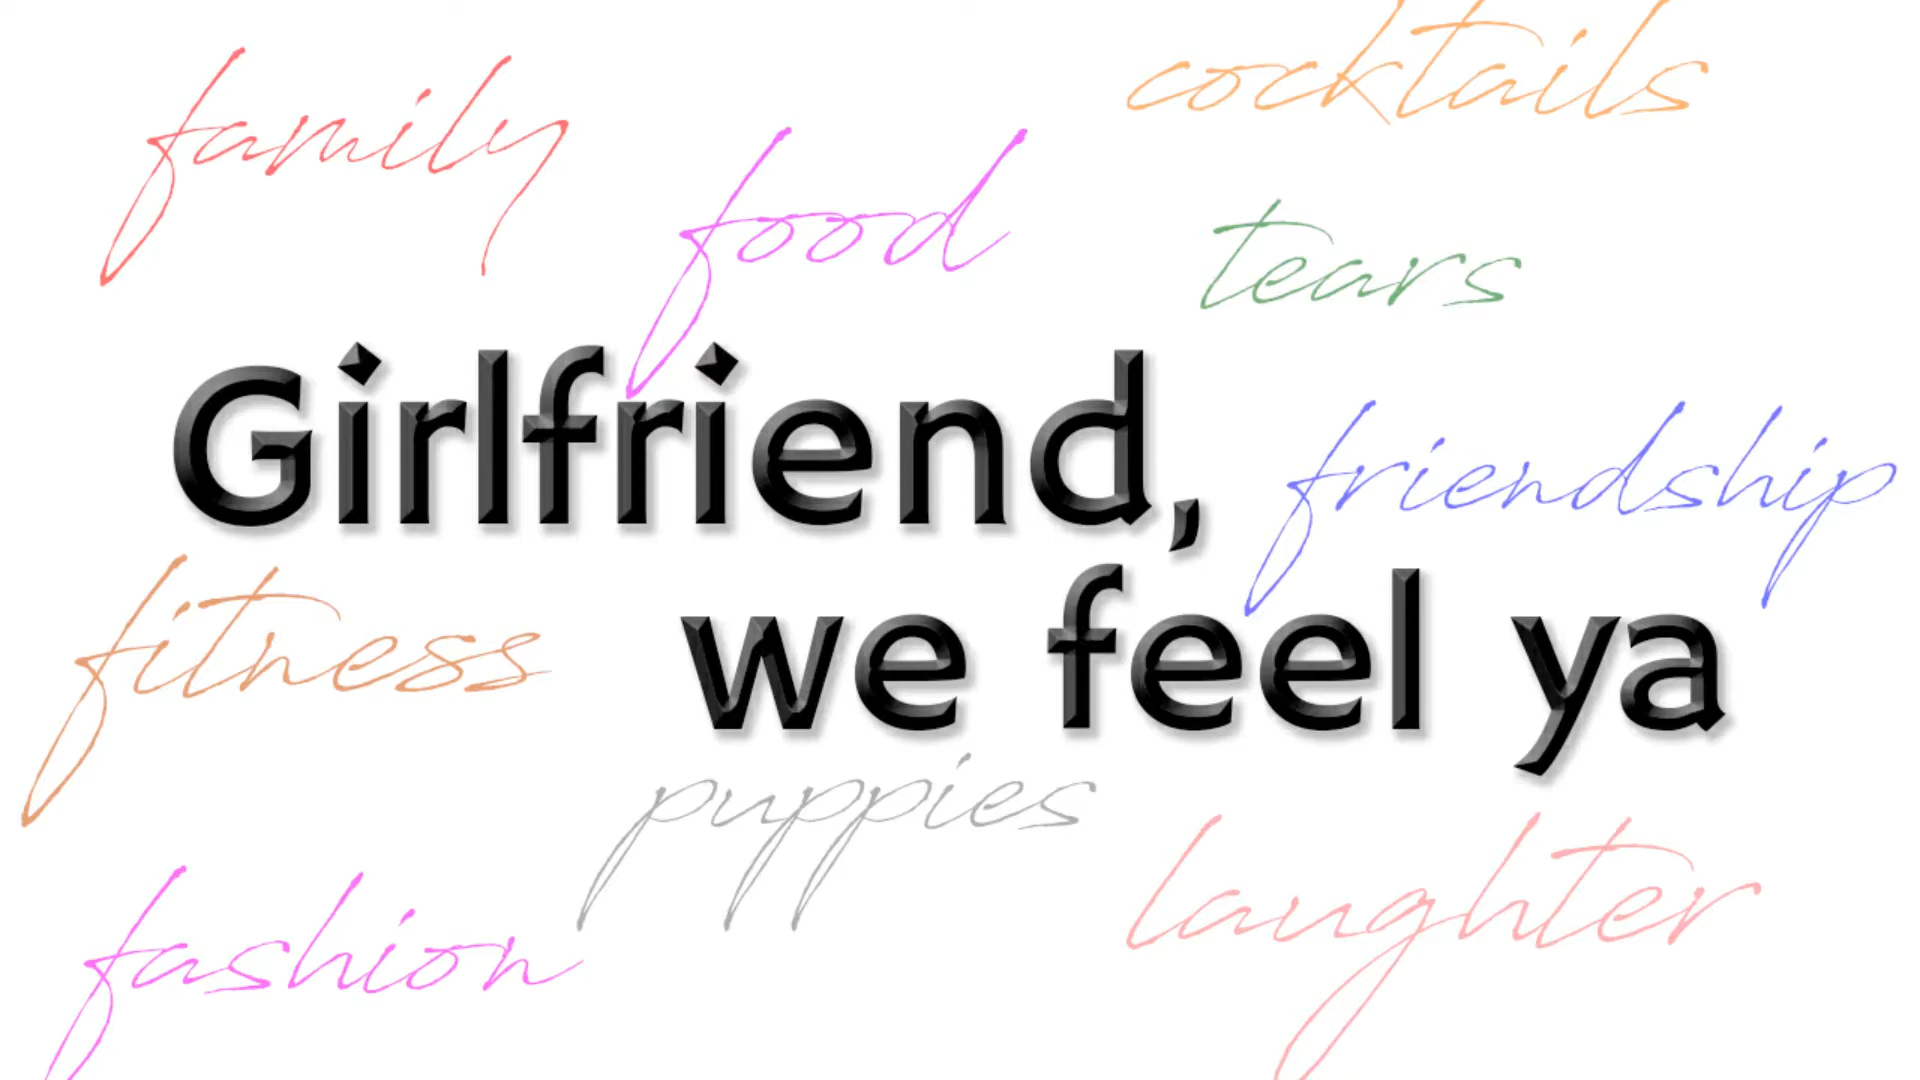 cocktails
family
food
tears
Girlfriend,
friendship
fitness
we feel ya
puppies
laughter
fashion